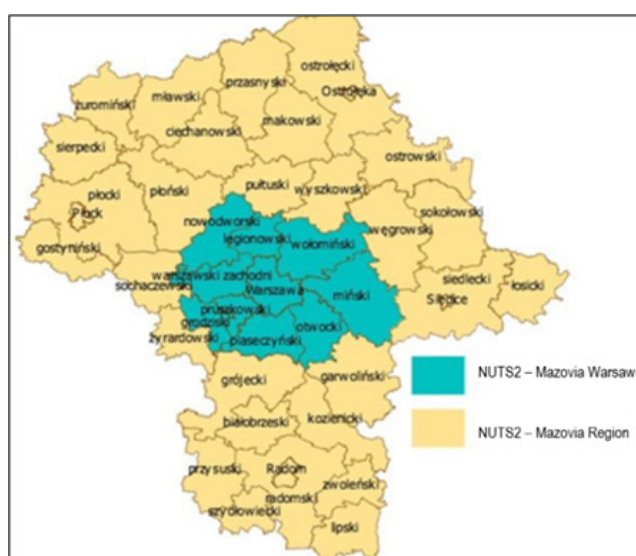 ostrołęcki
Ostrołęka
przasnyski
mławski
żuromiński
ciechanowski
makowski
sierpecki
ostrowski
pułtuski
wyszkowski
płoński
płocki
Płock
sokołowski
węgrowski
nowodworski
legionowski
wołomiński
gostyniński
siedlecki
Siedlce
łosicki
warszawski zachodni
sochaczewski
Warszawa
miński
pruszkowski
grodziski
otwocki
piaseczyński
żyrardowski
NUTS2 – Mazovia Warsaw
garwoliński
grójecki
białobrzeski
kozienicki
NUTS2 – Mazovia Region
przysuski
Radom
zwoleński
radomski
szydłowiecki
lipski